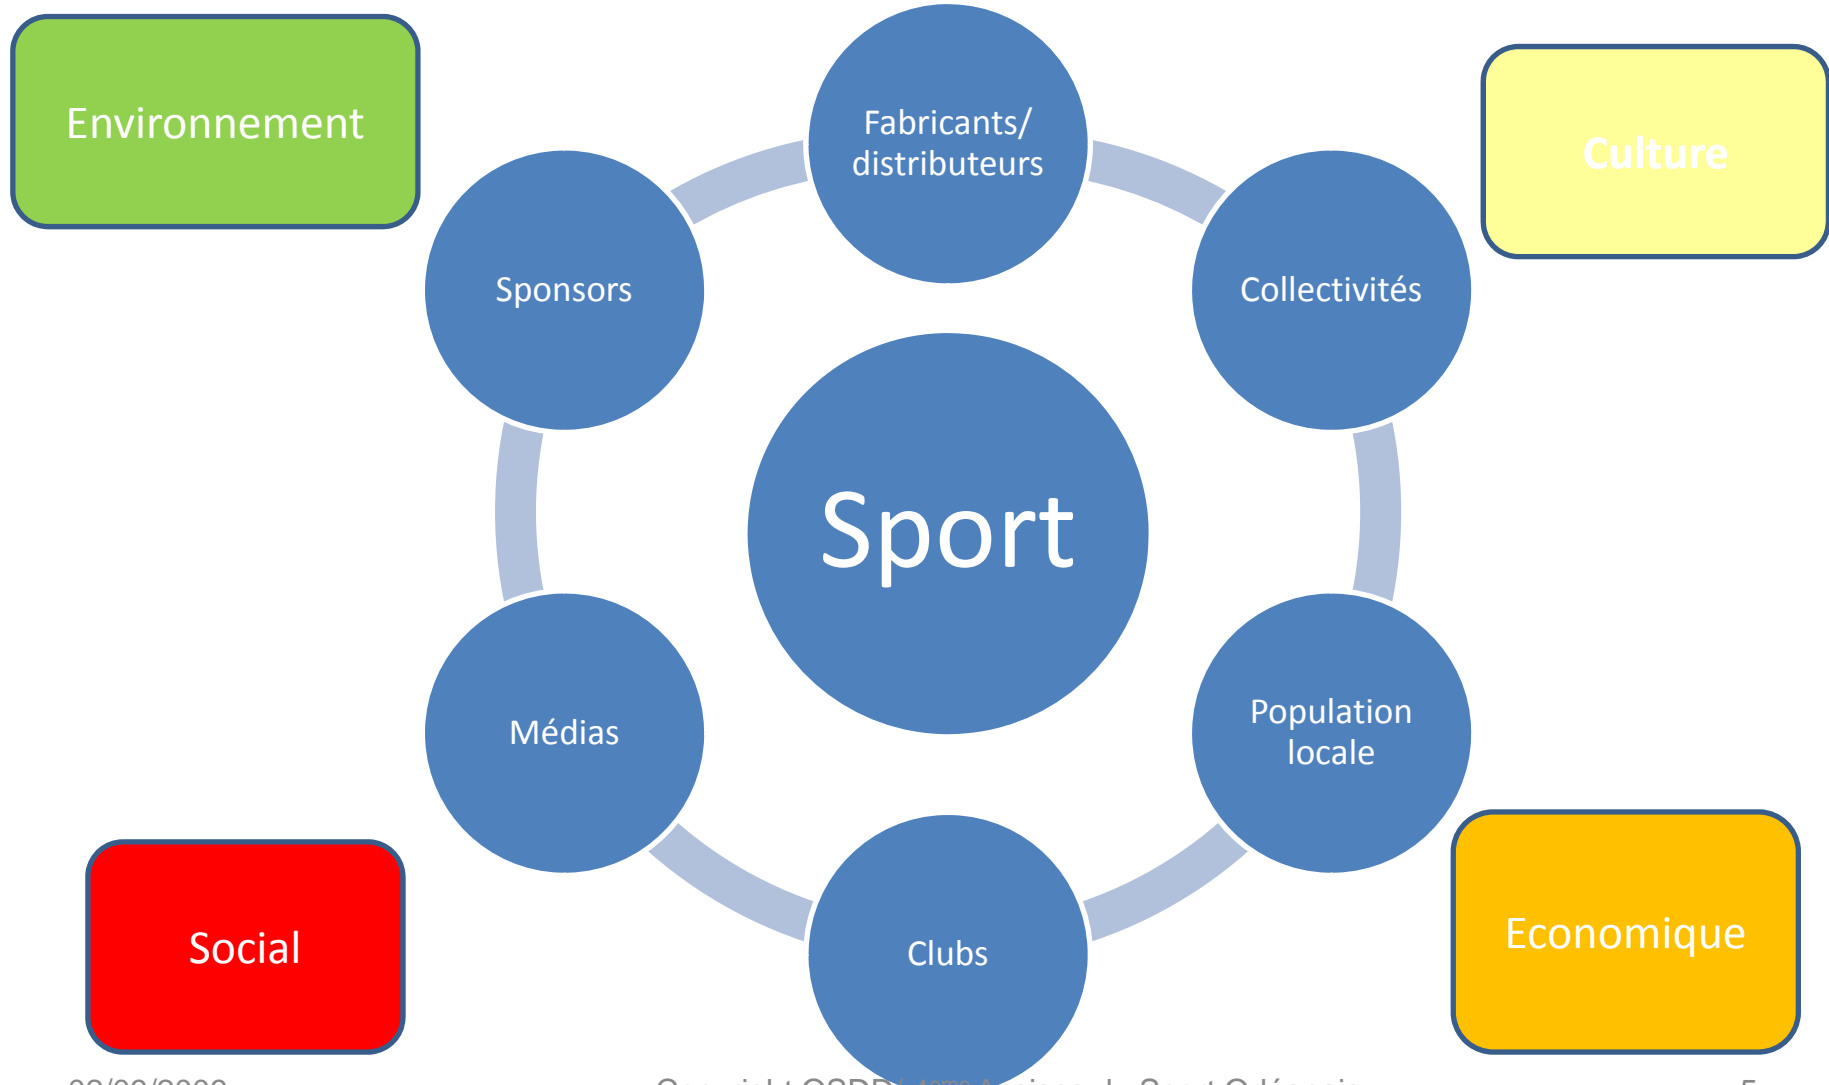 Environnement
Fabricants/
distributeurs
Culture
Sponsors
Collectivités
Sport
Médias
Population
locale
Social
Clubs
Economique